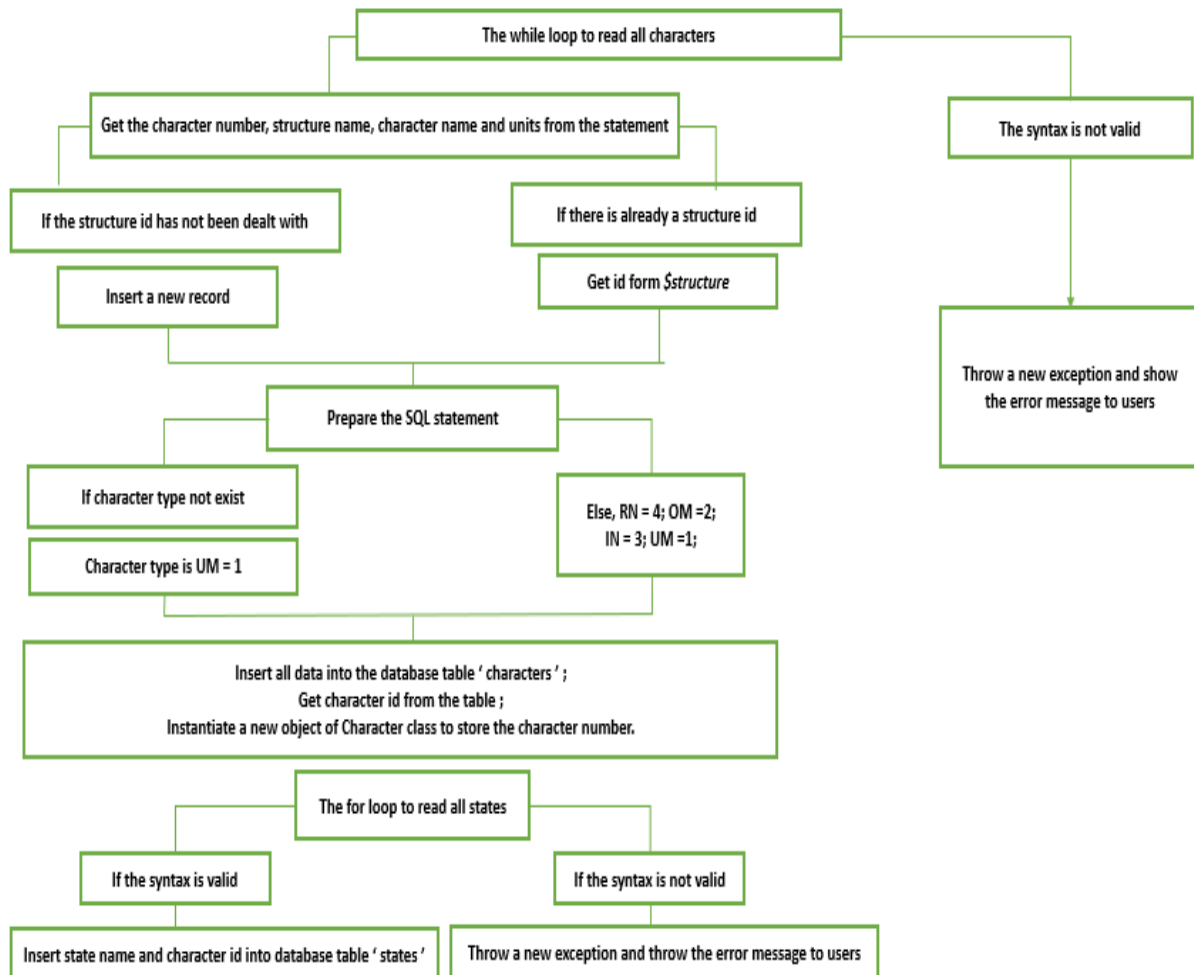 The while loop to read all characters
Get the character number, structure name, character name and units from the statement
The syntax is not valid
If the structure id has not been dealt with
If there is already a structure id
Insert a new record
Get id form $structure
Throw a new exception and show
the error message to users
Prepare the SQL statement
If character type not exist
Else, RN = 4; OM =2;
IN = 3; UM =1;
Character type is UM = 1
Insert all data into the database table ‘ characters ’ ;
Get character id from the table ;
Instantiate a new object of Character class to store the character number.
The for loop to read all states
If the syntax is valid
If the syntax is not valid
Insert state name and character id into database table ‘ states ’
Throw a new exception and throw the error message to users